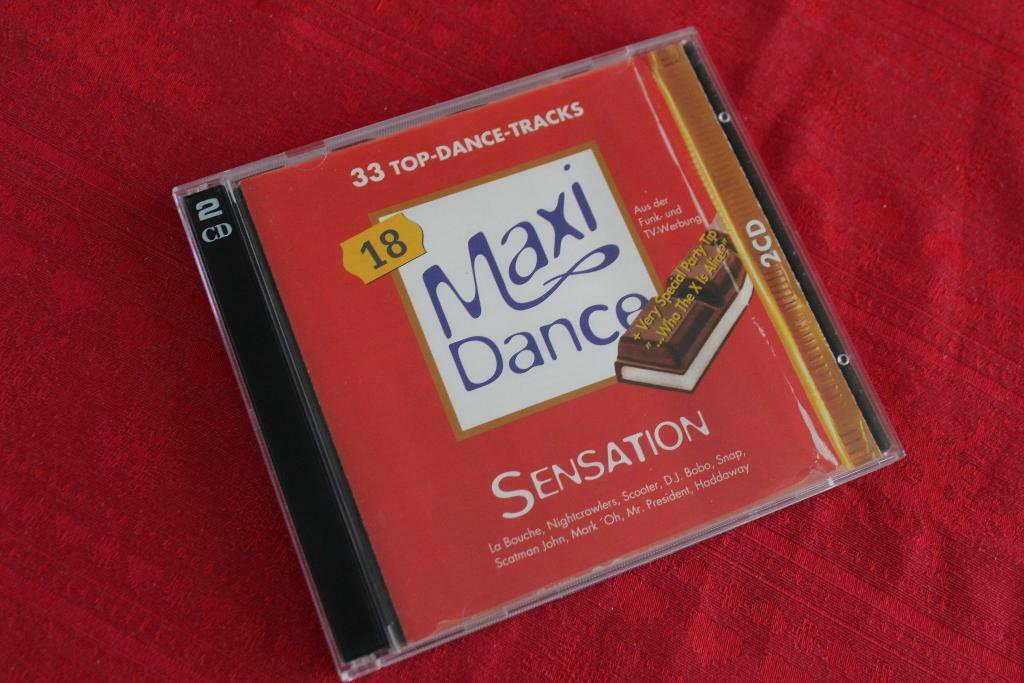 2
CD
33 TOP-DANCE-TRACKS
18
Maxi
Dance
Aus der
Funk- und
TV-Werbung
+ Very Special Party Tip
"...Who The X Is Alice?"
2CD
SENSATION
La Bouche, Nightcrawlers, Scooter, D.J. Bobo, Snap,
Scatman John, Mark 'Oh, Mr. President, Haddaway